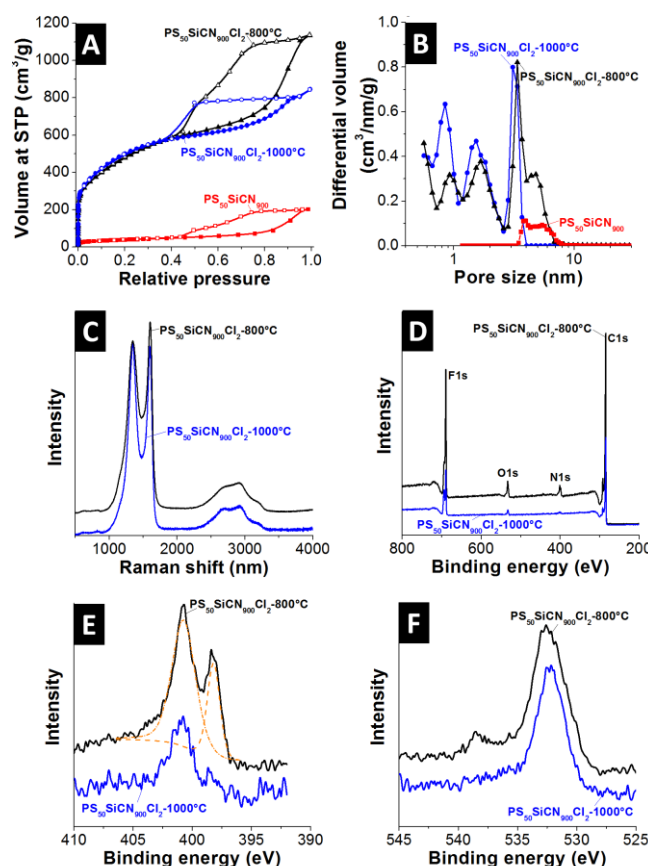 A
1200
1000
800
600
400
200
0
0.0 0.2 0.4 0.6 0.8 1.0
Volume at STP (cm³/g)
Relative pressure
PS₅₀SiCN₉₀₀Cl₂-800°C
PS₅₀SiCN₉₀₀Cl₂-1000°C
PS₅₀SiCN₉₀₀
B
1.0
0.8
0.6
0.4
0.2
0.0
1 10
Differential volume
(cm³/nm/g)
Pore size (nm)
PS₅₀SiCN₉₀₀Cl₂-1000°C
PS₅₀SiCN₉₀₀Cl₂-800°C
PS₅₀SiCN₉₀₀
C
Intensity
1000 2000 3000 4000
Raman shift (nm)
PS₅₀SiCN₉₀₀Cl₂-800°C
PS₅₀SiCN₉₀₀Cl₂-1000°C
D
Intensity
800 600 400 200
Binding energy (eV)
PS₅₀SiCN₉₀₀Cl₂-800°C
C1s
F1s
O1s
N1s
PS₅₀SiCN₉₀₀Cl₂-1000°C
E
Intensity
410 405 400 395 390
Binding energy (eV)
PS₅₀SiCN₉₀₀Cl₂-800°C
PS₅₀SiCN₉₀₀Cl₂-1000°C
F
Intensity
545 541 537 533 529 525
Binding energy (eV)
PS₅₀SiCN₉₀₀Cl₂-800°C
PS₅₀SiCN₉₀₀Cl₂-1000°C